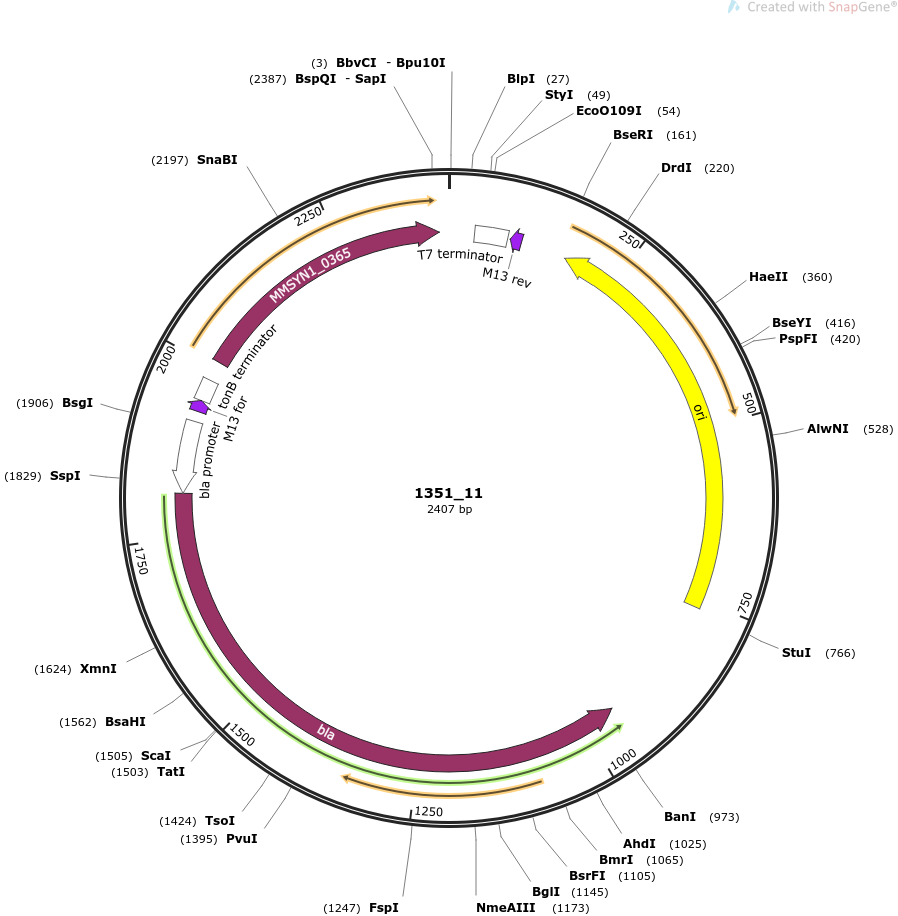 Created with SnapGene®
(3) BbvCI - Bpu10I
(2387) BspQI - SapI
BlpI (27)
StyI (49)
EcoO109I (54)
BseRI (161)
DrdI (220)
(2197) SnaBI
2250
250
T7 terminator
M13 rev
MMSYN1_0365
HaeII (360)
BseYI (416)
PspFI (420)
2000
tonB terminator
M13 for
(1906) BsgI
500
ori
AlwNI (528)
bla promoter
(1829) SspI
1351_11
2407 bp
1750
750
StuI (766)
(1624) XmnI
(1562) BsaHI
1500
bla
(1505) ScaI
(1503) TatI
1000
1250
BanI (973)
(1424) TsoI
(1395) PvuI
AhdI (1025)
BmrI (1065)
BsrFI (1105)
BglI (1145)
(1247) FspI
NmeAIII (1173)